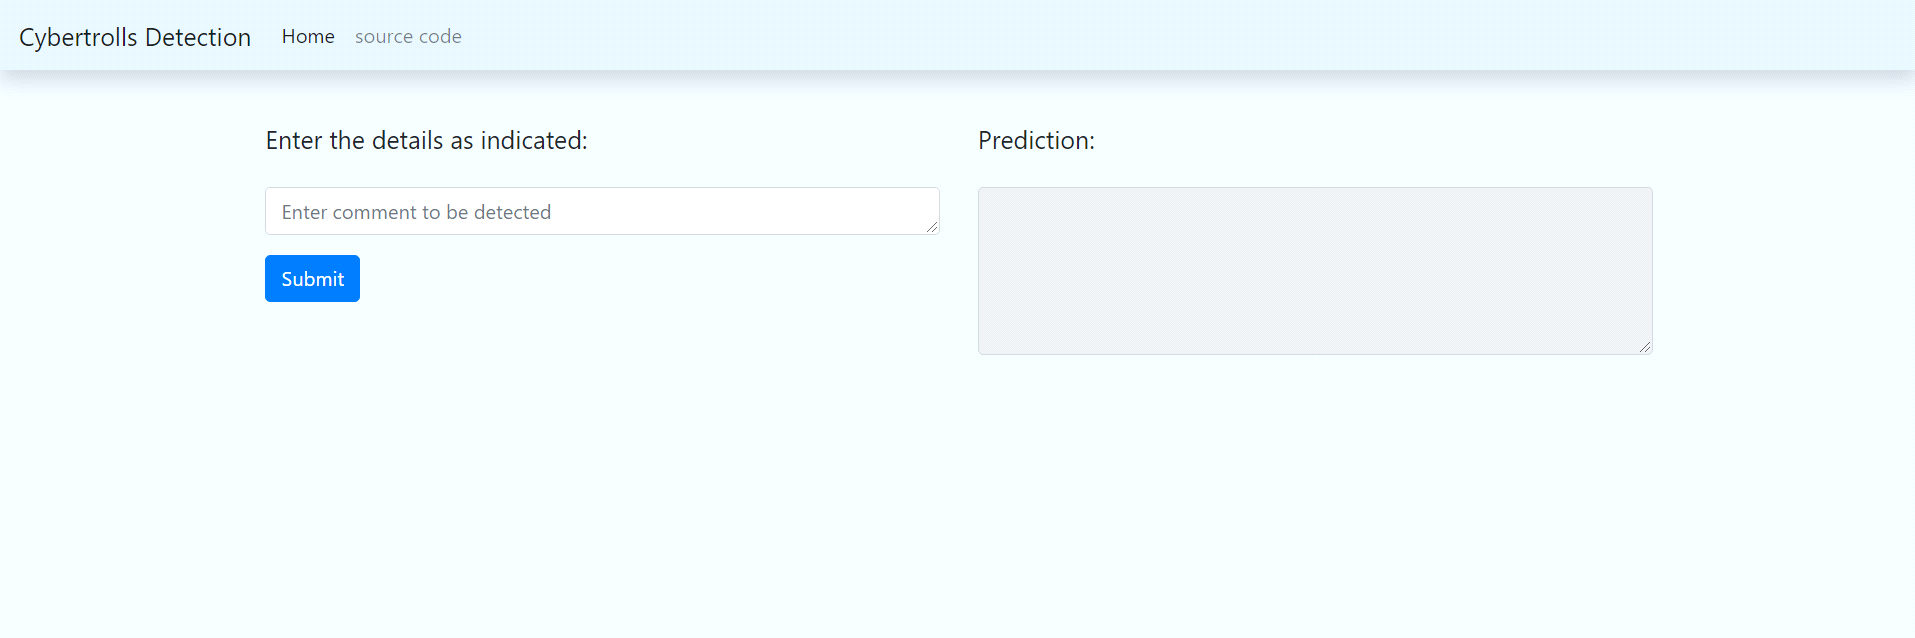 Cybertrolls Detection Home source code
Enter the details as indicated:
Enter comment to be detected
Submit
Prediction: